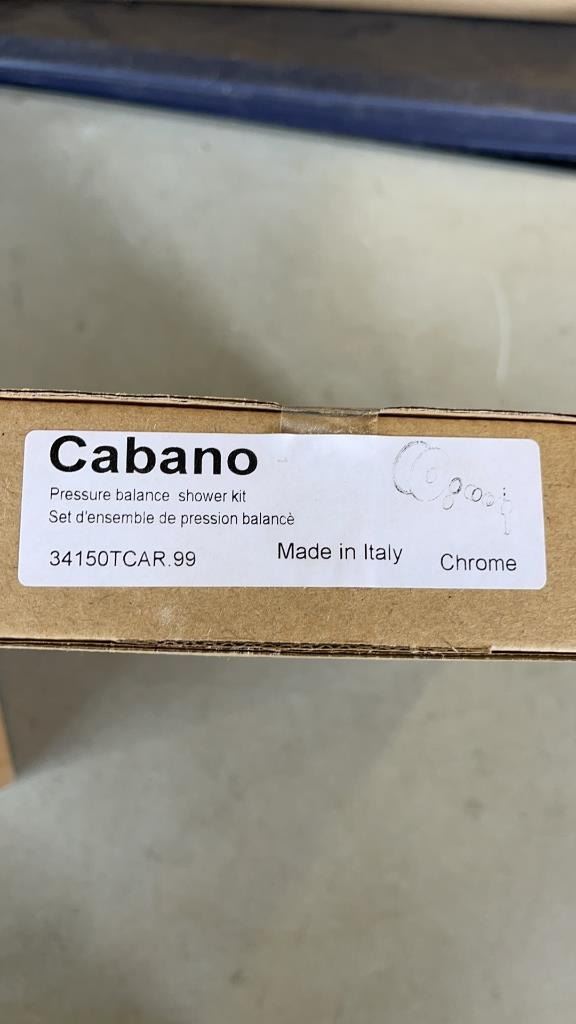 Cabano
Pressure balance shower kit
Set d'ensemble de pression balancè
34150TCAR.99 Made in Italy Chrome